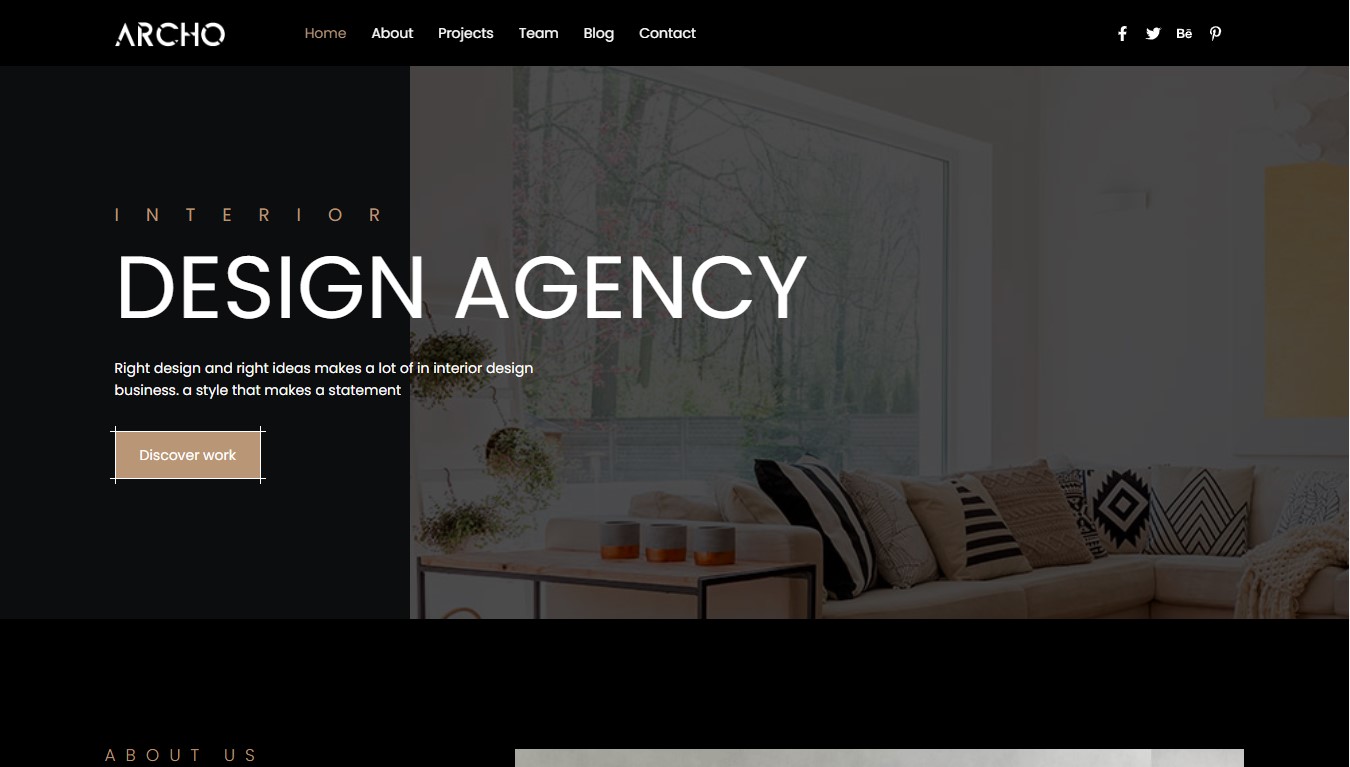 ARCHO
Home About Projects Team Blog Contact
Bē
INTERIOR
DESIGN AGENCY
Right design and right ideas makes a lot of in interior design
business. a style that makes a statement
Discover work
ABOUT US